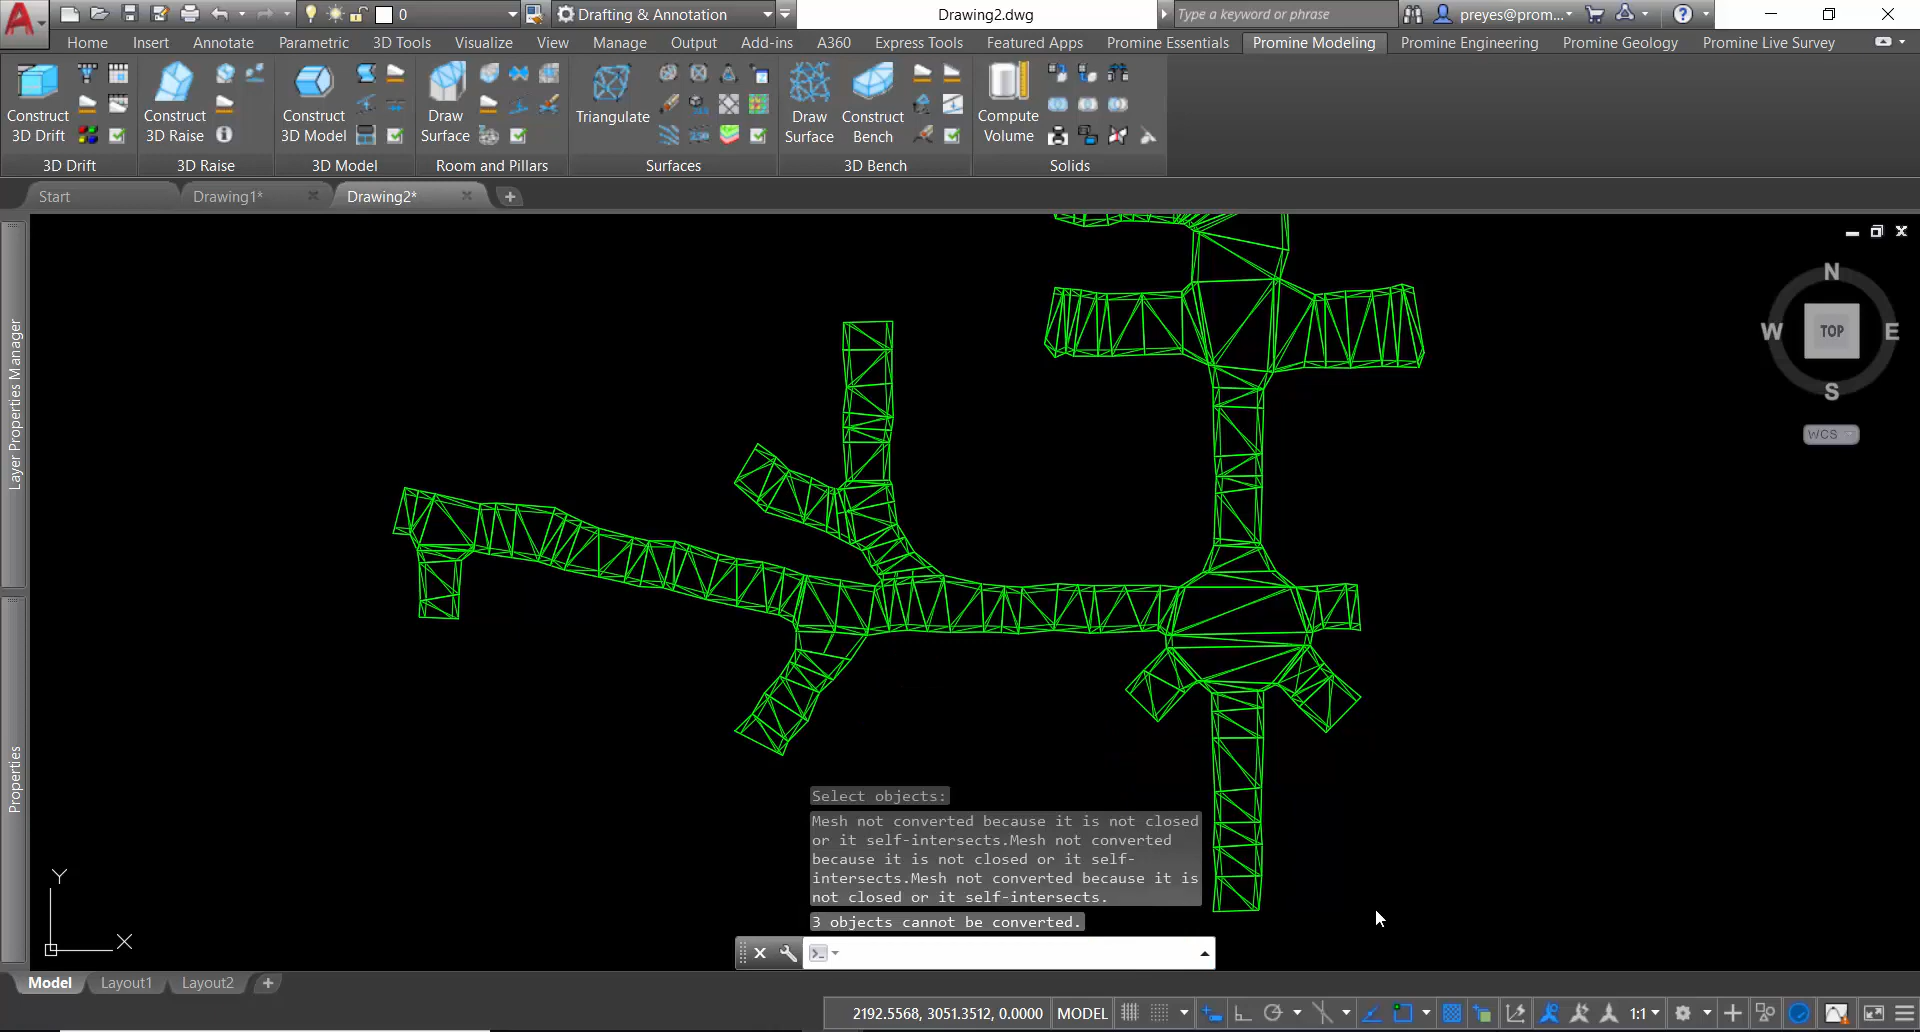 A
0
Drafting & Annotation
Drawing2.dwg
Type a keyword or phrase
preyes@prom...
?
Home Insert Annotate Parametric 3D Tools Visualize View Manage Output Add-ins A360 Express Tools Featured Apps Promine Essentials Promine Modeling Promine Engineering Promine Geology Promine Live Survey
Construct
3D Drift
Construct
3D Raise
Construct
3D Model
Draw
Surface
Triangulate
Draw
Surface
Construct
Bench
Compute
Volume
3D Drift 3D Raise 3D Model Room and Pillars Surfaces 3D Bench Solids
Start Drawing1* Drawing2*
Layer Properties Manager
Properties
N
W TOP E
S
WCS
Select objects:
Mesh not converted because it is not closed
or it self-intersects.Mesh not converted
because it is not closed or it self-
intersects.Mesh not converted because it is
not closed or it self-intersects.
3 objects cannot be converted.
Y
X
Model Layout1 Layout2
2192.5568, 3051.3512, 0.0000 MODEL 1:1